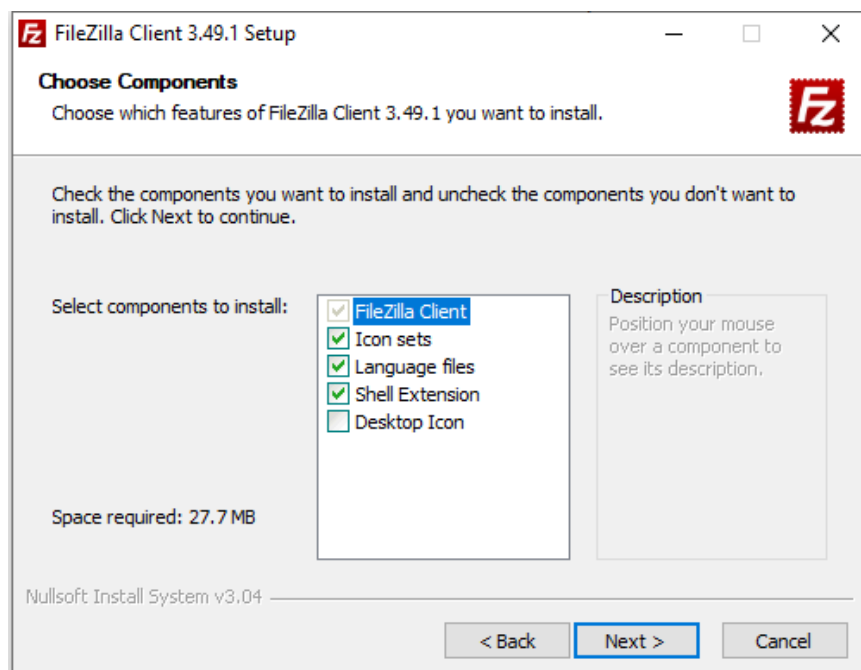 FileZilla Client 3.49.1 Setup
Choose Components
Choose which features of FileZilla Client 3.49.1 you want to install.
Fz
Check the components you want to install and uncheck the components you don't want to
install. Click Next to continue.
Select components to install:
FileZilla Client
Icon sets
Language files
Shell Extension
Desktop Icon
Description
Position your mouse
over a component to
see its description.
Space required: 27.7 MB
Nullsoft Install System v3.04
< Back
Next >
Cancel